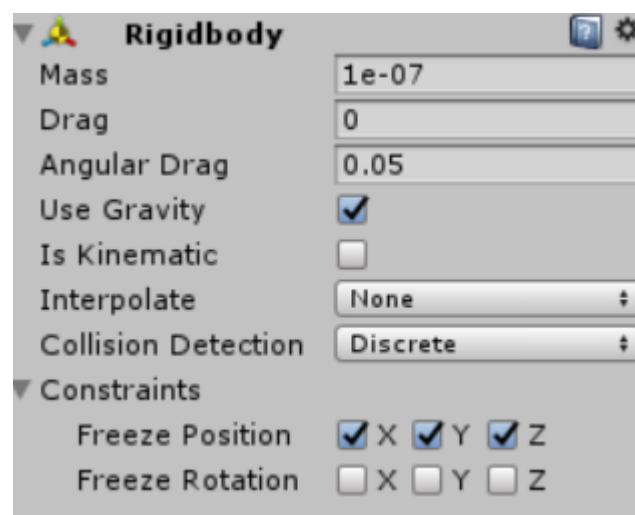 Rigidbody
Mass 1e-07
Drag 0
Angular Drag 0.05
Use Gravity
Is Kinematic
Interpolate None
Collision Detection Discrete
Constraints
Freeze Position X Y Z
Freeze Rotation X Y Z